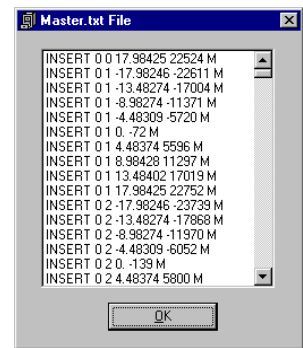 Master.txt File
INSERT 0 0 17.98425 22524 M
INSERT 0 1 -17.98246 -22611 M
INSERT 0 1 -13.48274 -17004 M
INSERT 0 1 -8.98274 -11371 M
INSERT 0 1 -4.48309 -5720 M
INSERT 0 1 0. -72 M
INSERT 0 1 4.48374 5596 M
INSERT 0 1 8.98428 11297 M
INSERT 0 1 13.48402 17019 M
INSERT 0 1 17.98425 22752 M
INSERT 0 2 -17.98246 -23739 M
INSERT 0 2 -13.48274 -17868 M
INSERT 0 2 -8.98274 -11970 M
INSERT 0 2 -4.48309 -6052 M
INSERT 0 2 0. -139 M
INSERT 0 2 4.48374 5800 M
OK